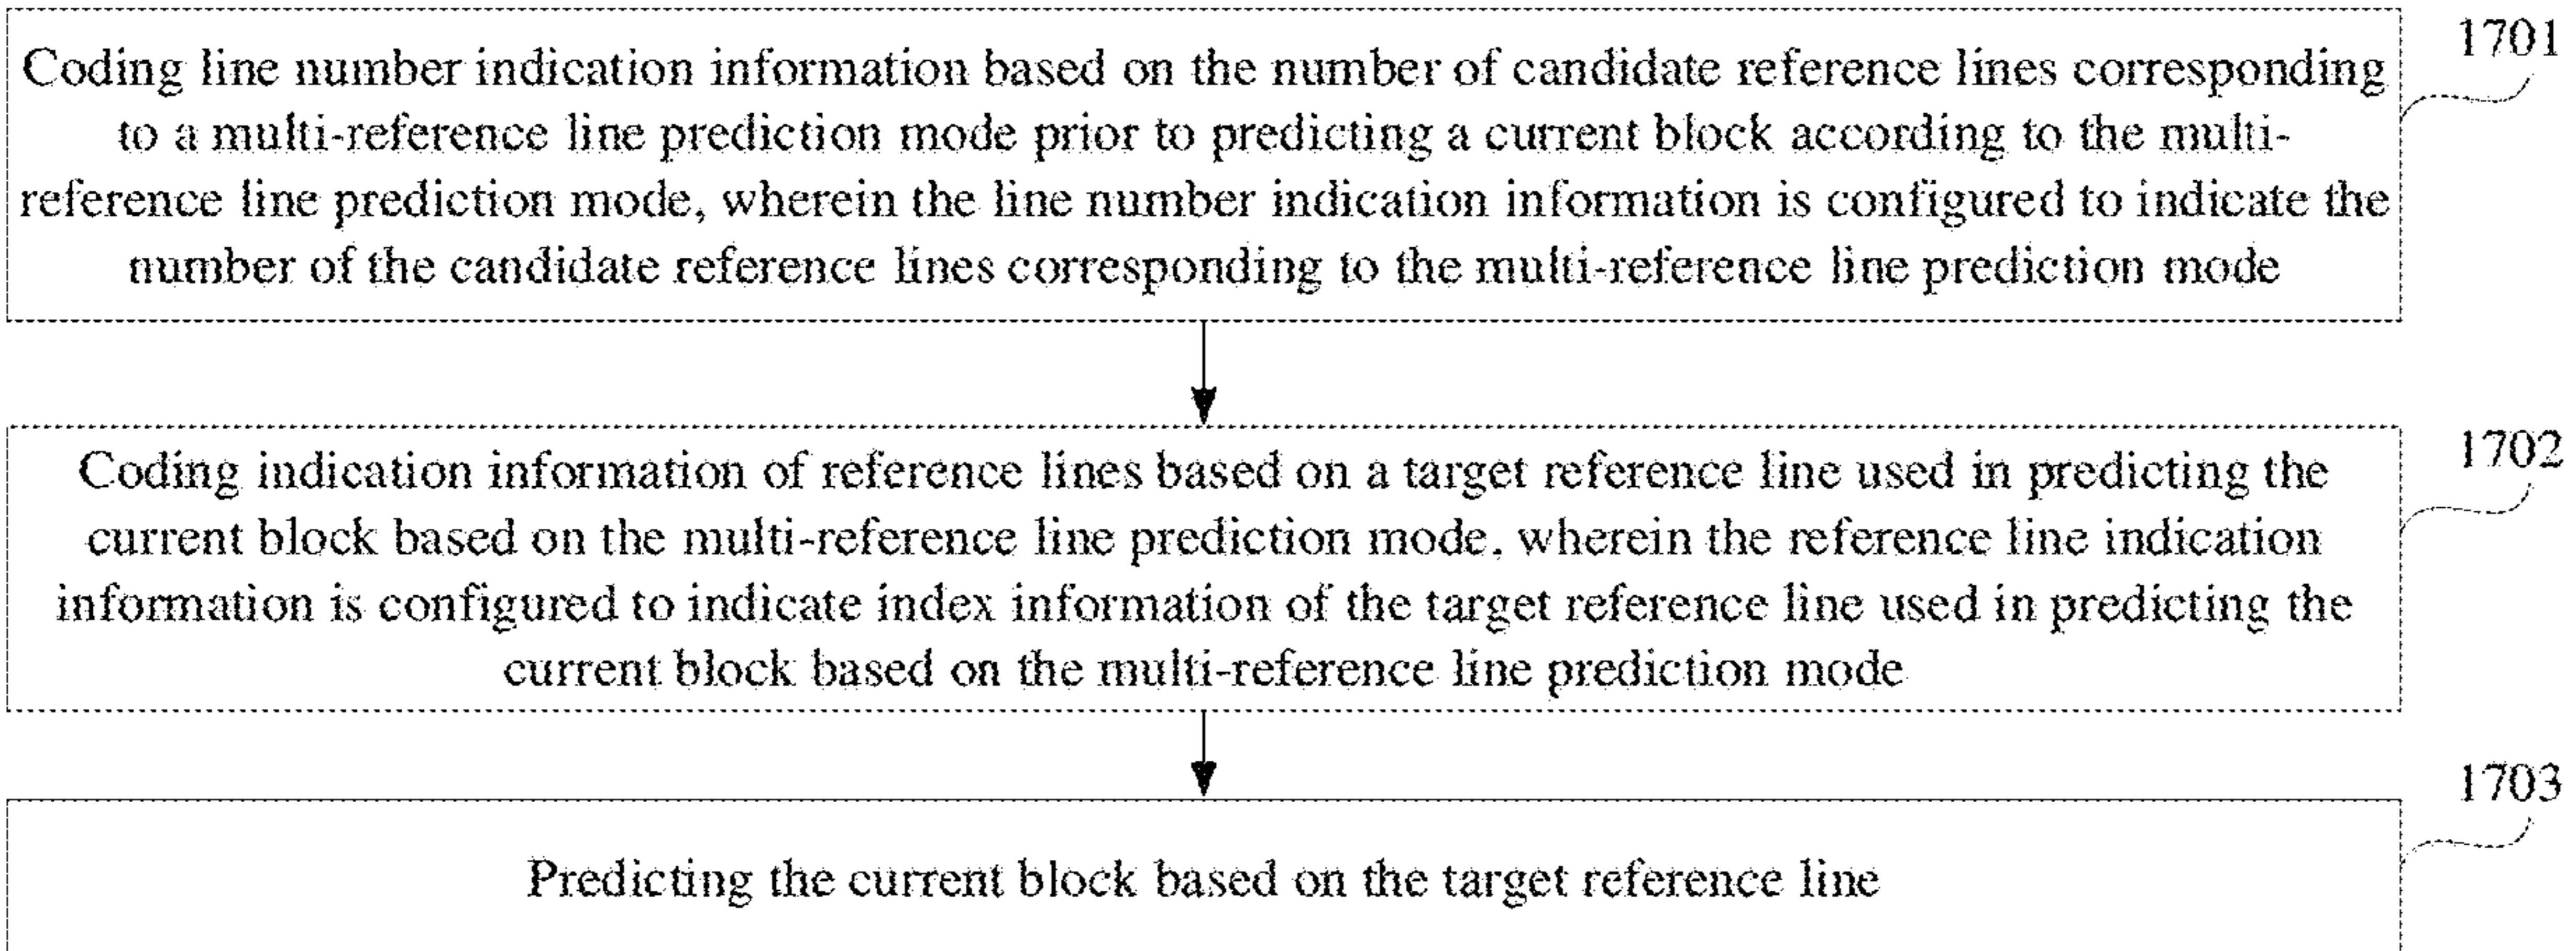 1701
Coding line number indication information based on the number of candidate reference lines corresponding
to a multi-reference line prediction mode prior to predicting a current block according to the multi-
reference line prediction mode, wherein the line number indication information is configured to indicate the
number of the candidate reference lines corresponding to the multi-reference line prediction mode
1702
Coding indication information of reference lines based on a target reference line used in predicting the
current block based on the multi-reference line prediction mode, wherein the reference line indication
information is configured to indicate index information of the target reference line used in predicting the
current block based on the multi-reference line prediction mode
1703
Predicting the current block based on the target reference line